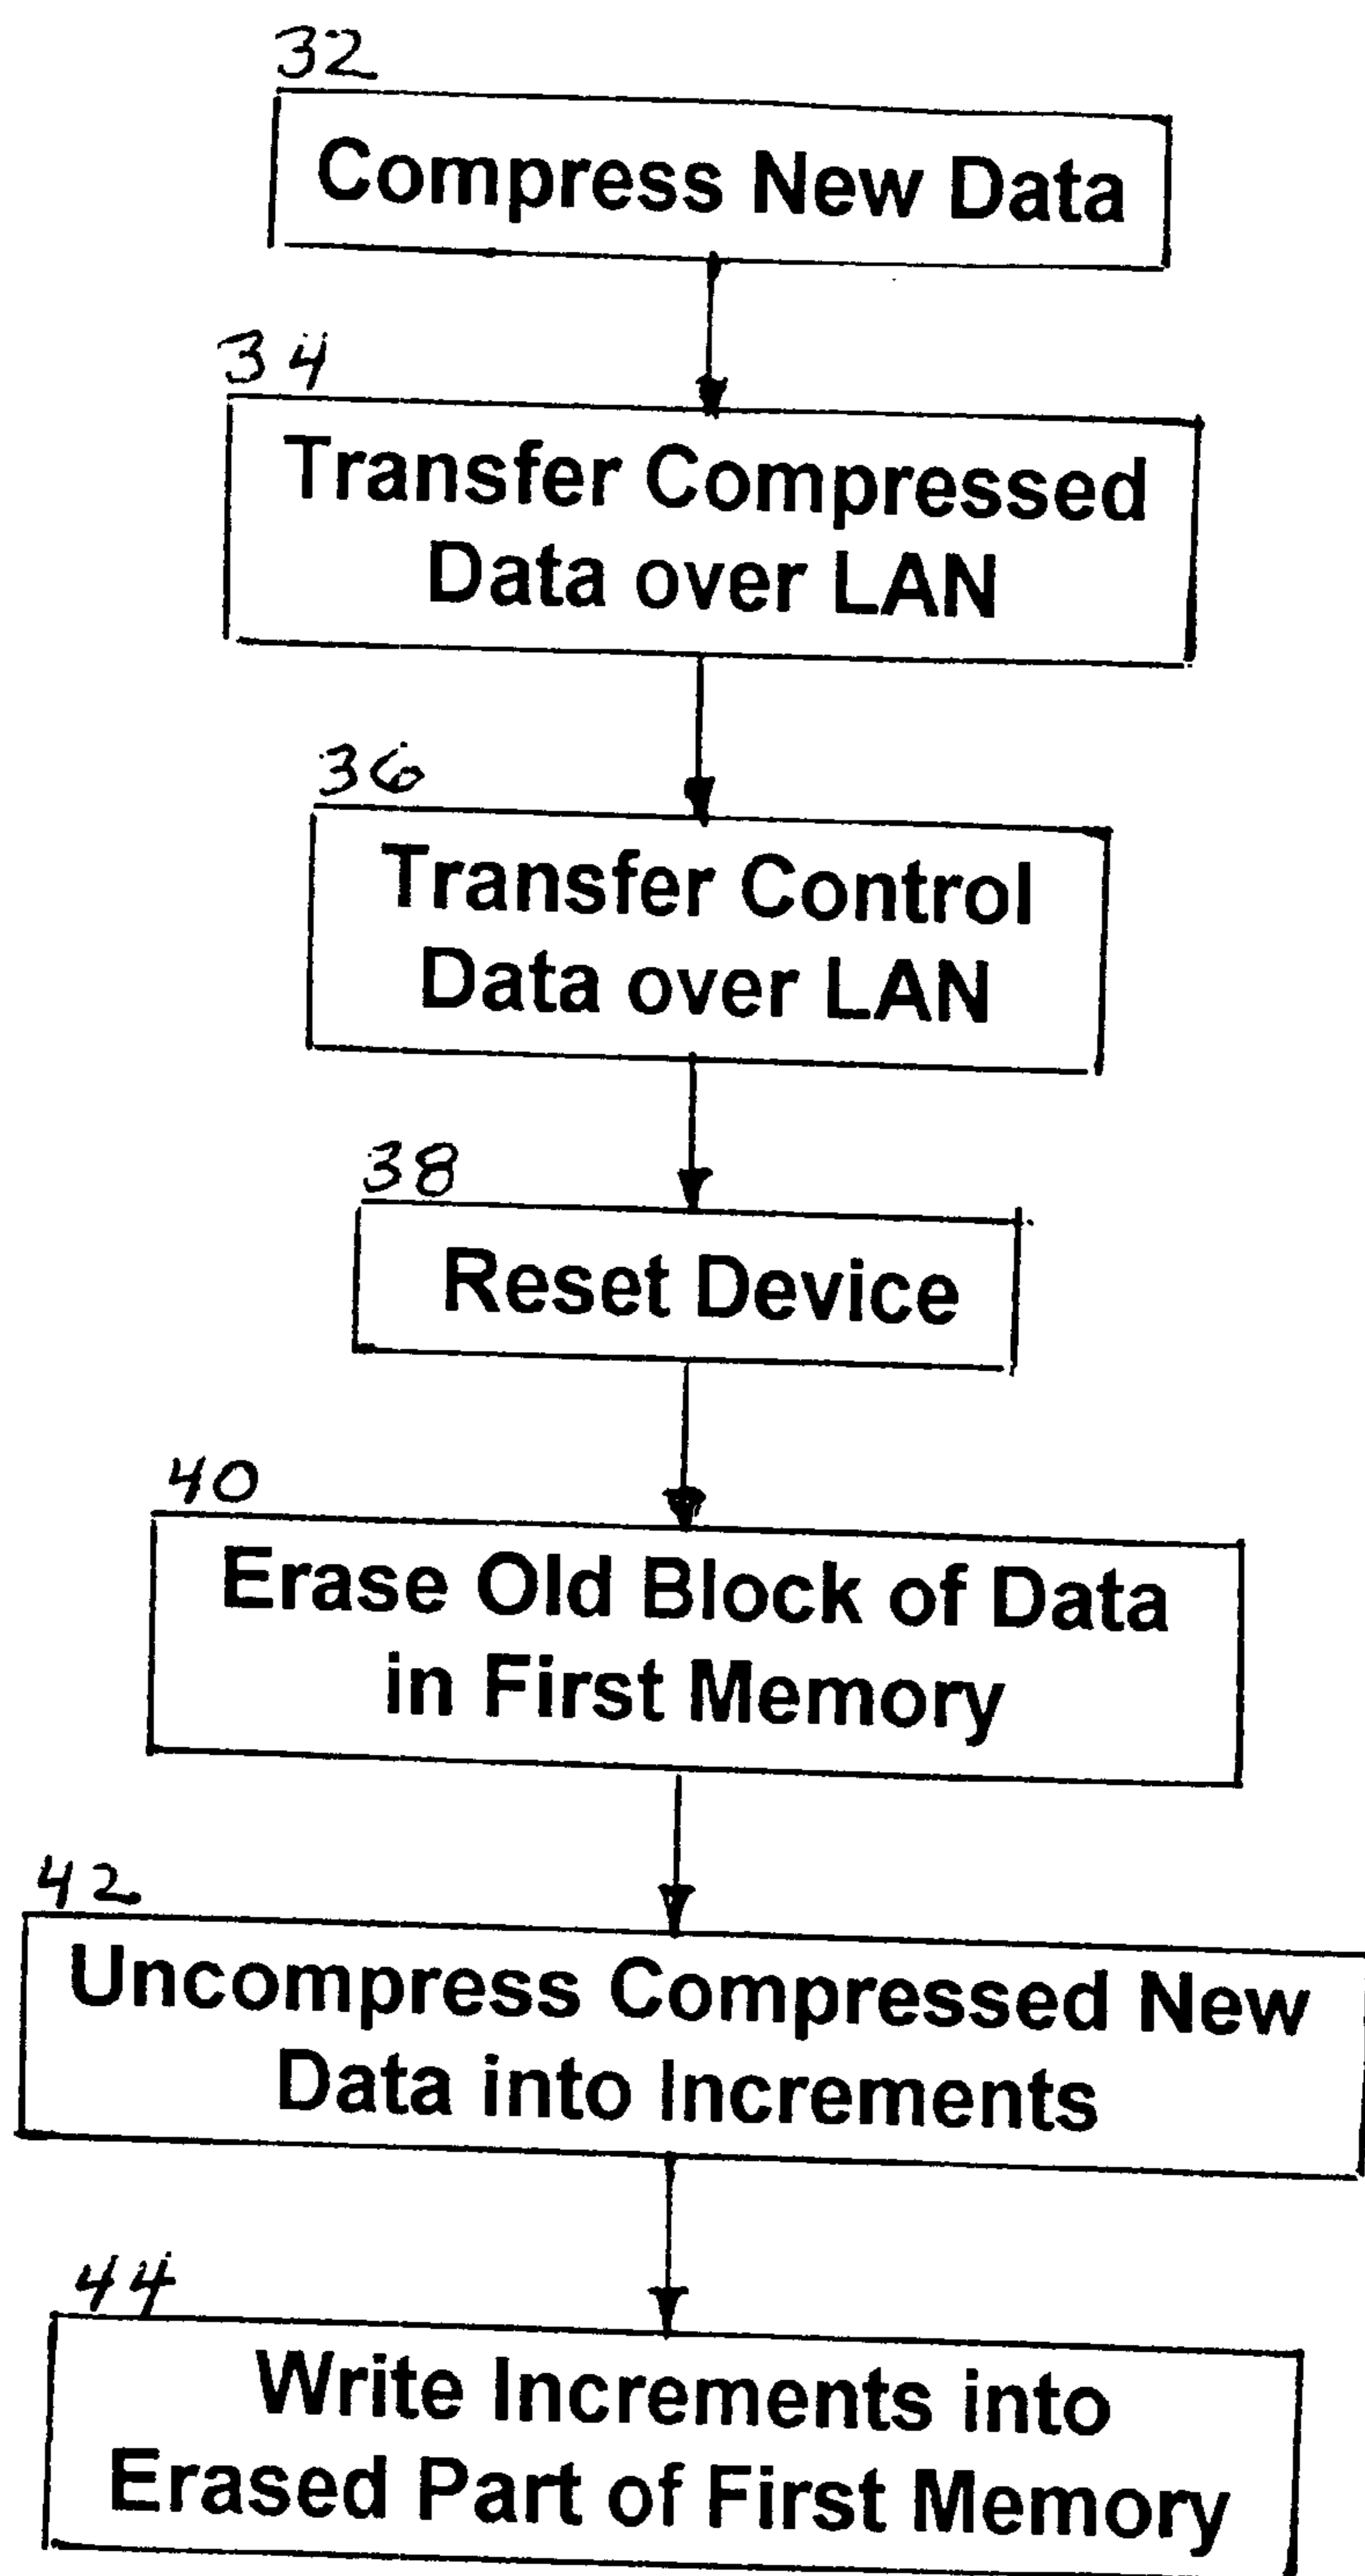 32
Compress New Data
34
Transfer Compressed
Data over LAN
36
Transfer Control
Data over LAN
38
Reset Device
40
Erase Old Block of Data
in First Memory
42
Uncompress Compressed New
Data into Increments
44
Write Increments into
Erased Part of First Memory